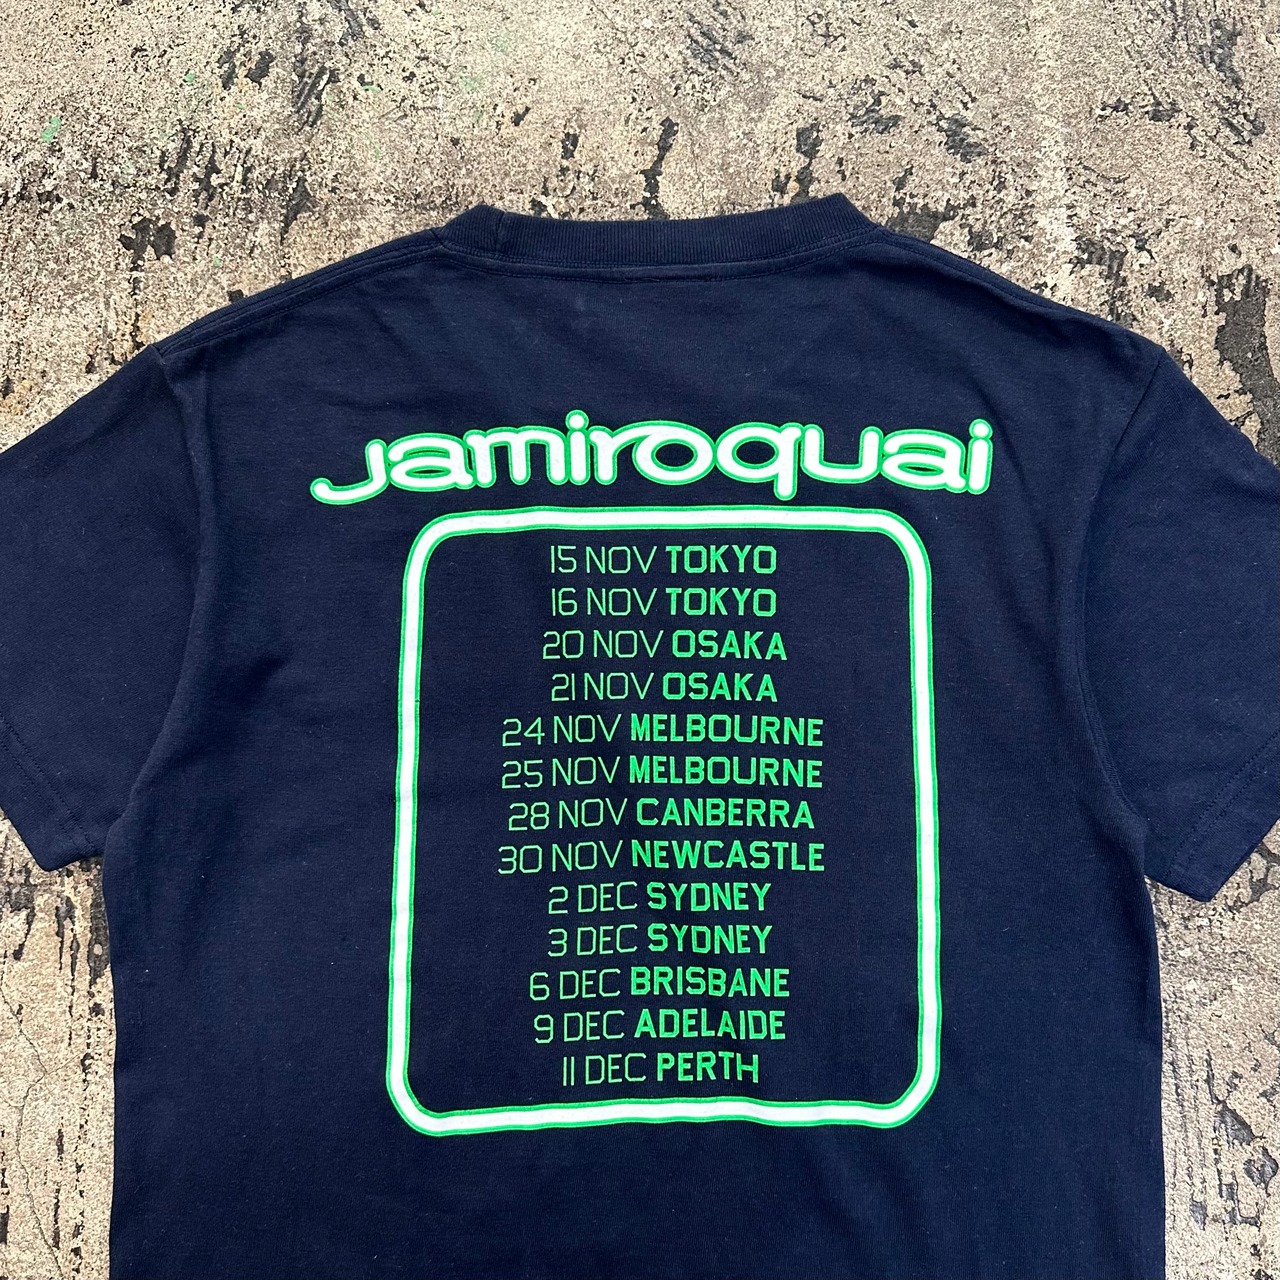 Jamiroquai
15 NOV TOKYO
16 NOV TOKYO
20 NOV OSAKA
21 NOV OSAKA
24 NOV MELBOURNE
25 NOV MELBOURNE
28 NOV CANBERRA
30 NOV NEWCASTLE
2 DEC SYDNEY
3 DEC SYDNEY
6 DEC BRISBANE
9 DEC ADELAIDE
11 DEC PERTH